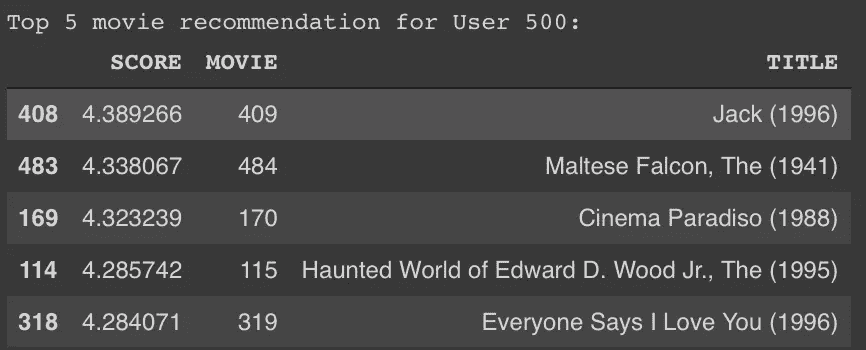 Top 5 movie recommendation for User 500:
SCORE MOVIE TITLE
408 4.389266 409 Jack (1996)
483 4.338067 484 Maltese Falcon, The (1941)
169 4.323239 170 Cinema Paradiso (1988)
114 4.285742 115 Haunted World of Edward D. Wood Jr., The (1995)
318 4.284071 319 Everyone Says I Love You (1996)